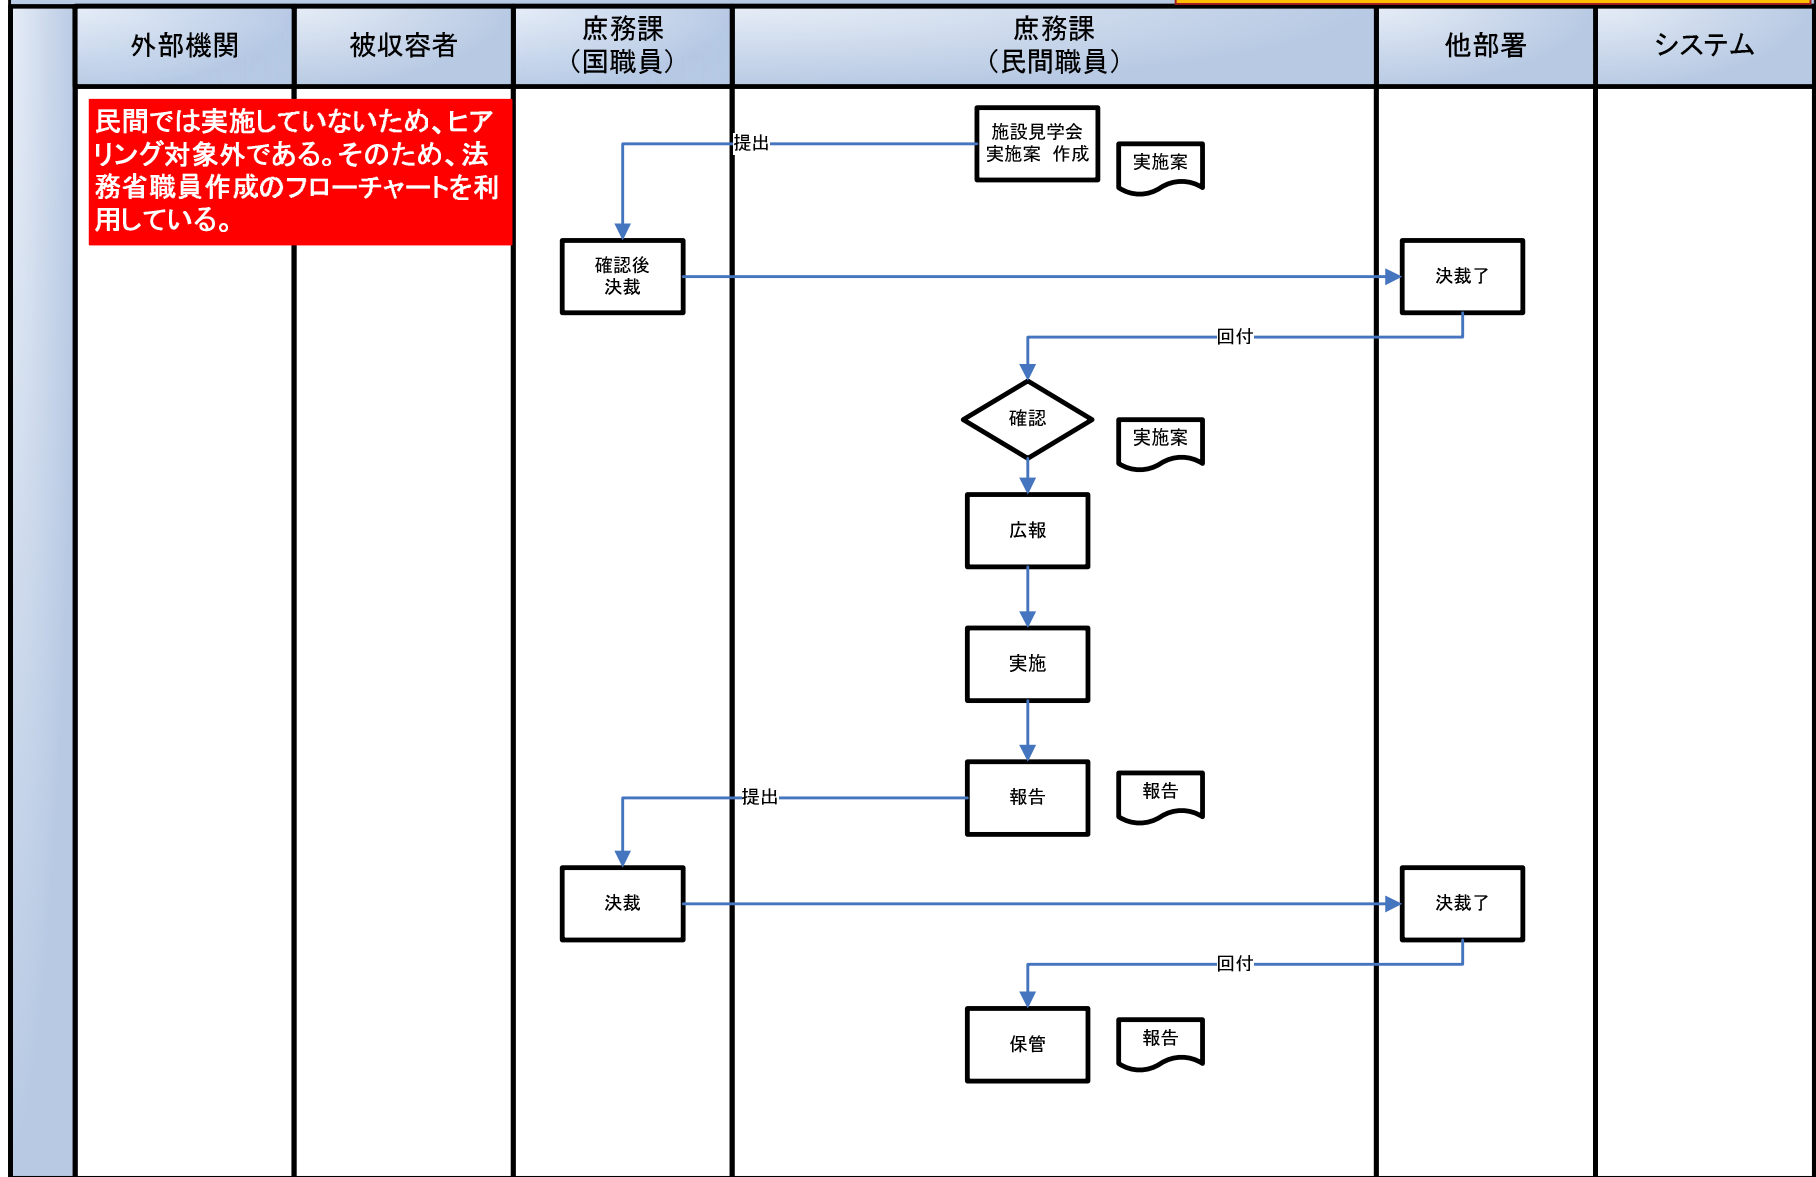 外部機関
被収容者
庶務課
（国職員）
庶務課
（民間職員）
他部署
システム
民間では実施していないため、ヒア
リング対象外である。そのため、法
務省職員作成のフローチャートを利
用している。
施設見学会
実施案 作成
実施案
提出
確認後
決裁
決裁了
回付
確認
実施案
広報
実施
報告
報告
提出
決裁
決裁了
回付
保管
報告